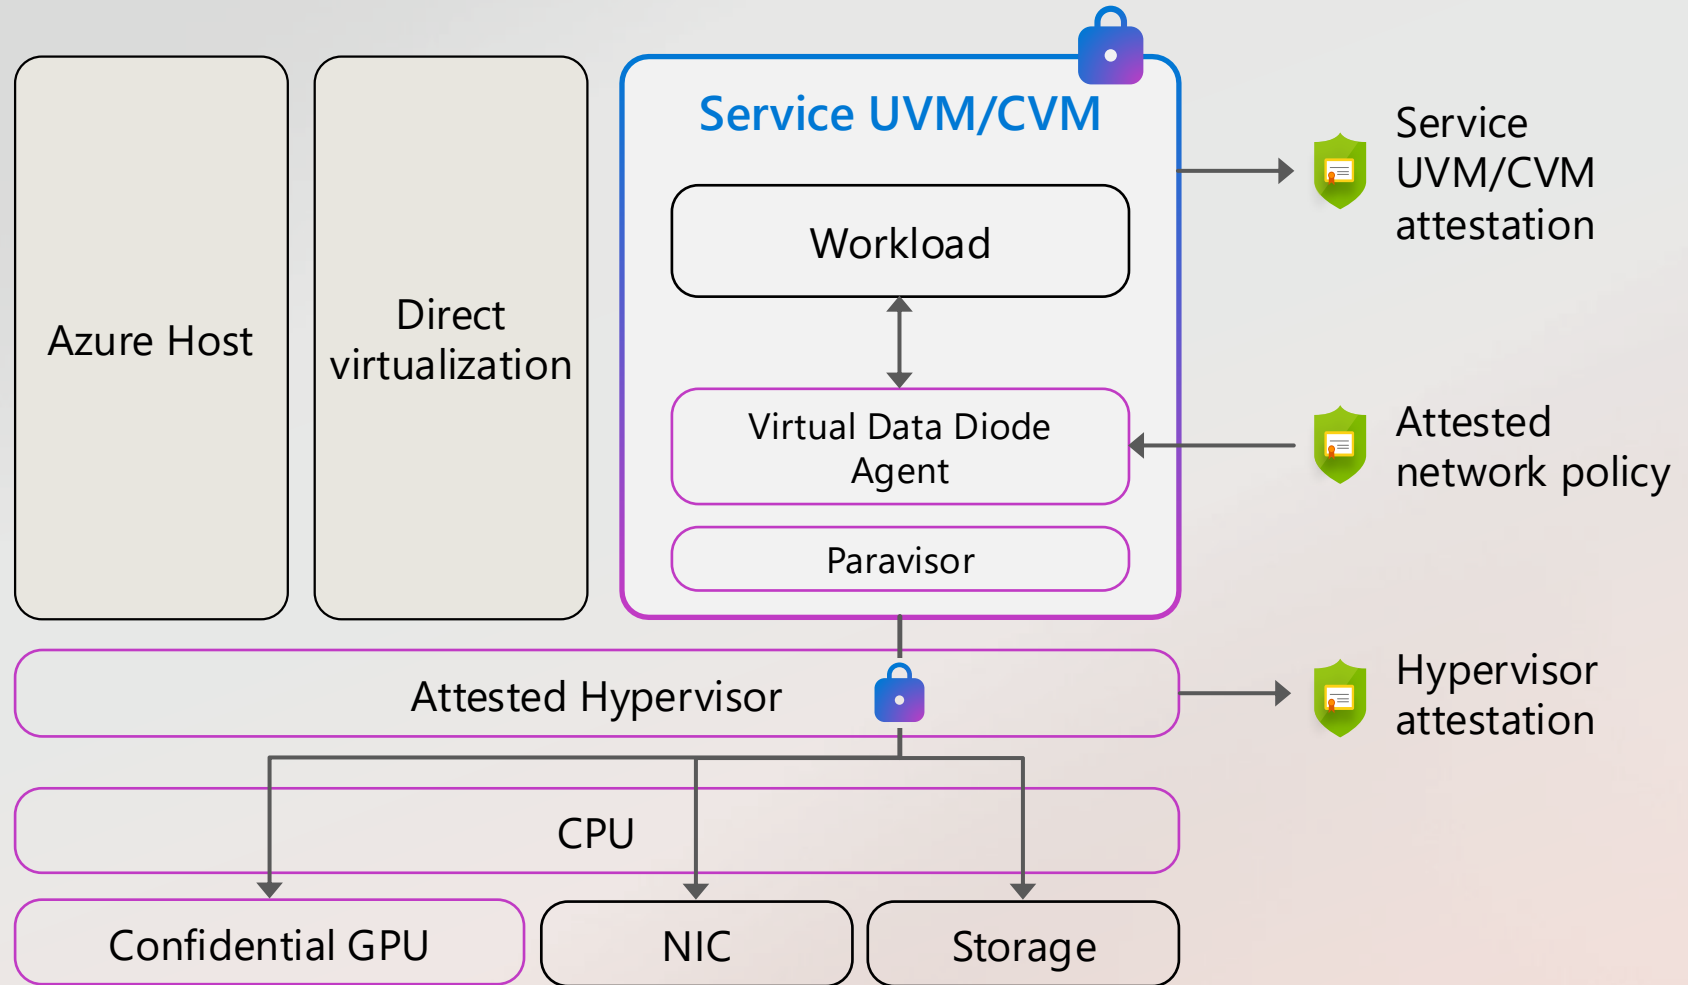 Azure Host
Direct
virtualization
Service UVM/CVM
Workload
Virtual Data Diode
Agent
Paravisor
Service
UVM/CVM
attestation
Attested
network policy
Attested Hypervisor
Hypervisor
attestation
CPU
Confidential GPU
NIC
Storage